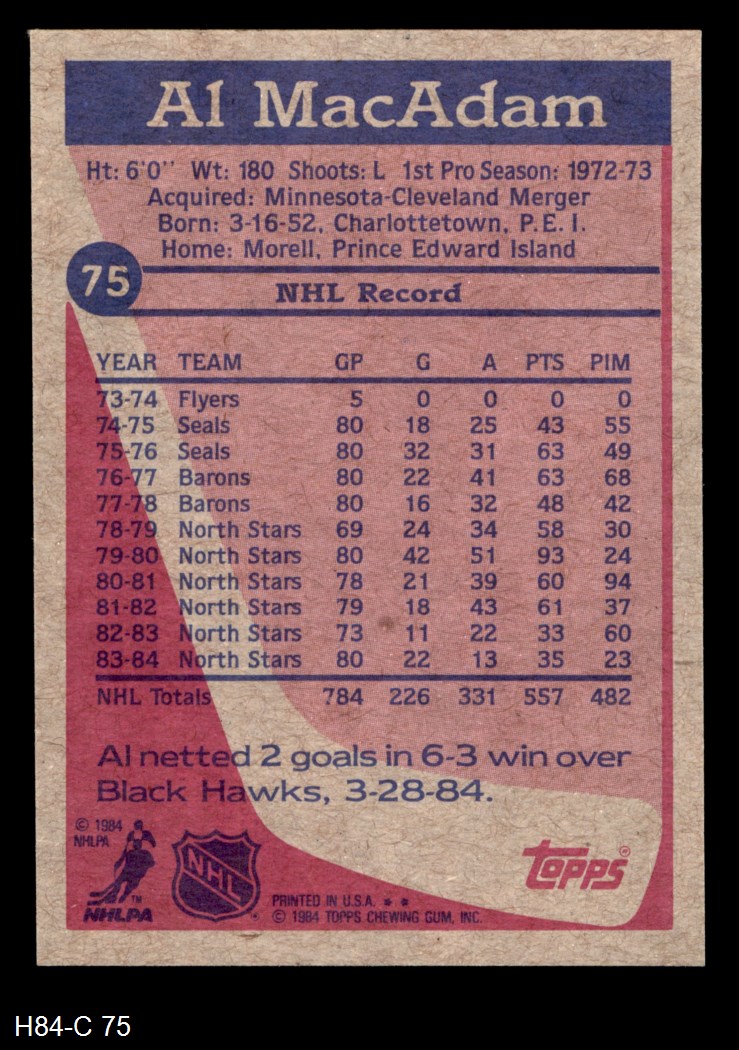 Al MacAdam
Ht: 6'0" Wt: 180 Shoots: L 1st Pro Season: 1972-73
Acquired: Minnesota-Cleveland Merger
Born: 3-16-52, Charlottetown, P.E.I.
Home: Morell, Prince Edward Island
75
NHL Record
YEAR TEAM GP G A PTS PIM
73-74 Flyers 5 0 0 0 0
74-75 Seals 80 18 25 43 55
75-76 Seals 80 32 31 63 49
76-77 Barons 80 22 41 63 68
77-78 Barons 80 16 32 48 42
78-79 North Stars 69 24 34 58 30
79-80 North Stars 80 42 51 93 24
80-81 North Stars 78 21 39 60 94
81-82 North Stars 79 18 43 61 37
82-83 North Stars 73 11 22 33 60
83-84 North Stars 80 22 13 35 23
NHL Totals 784 226 331 557 482
Al netted 2 goals in 6-3 win over
Black Hawks, 3-28-84.
© 1984
NHLPA
TM
NHLPA
NHL
®
PRINTED IN U.S.A. * *
© 1984 TOPPS CHEWING GUM, INC.
Topps®
H84-C 75